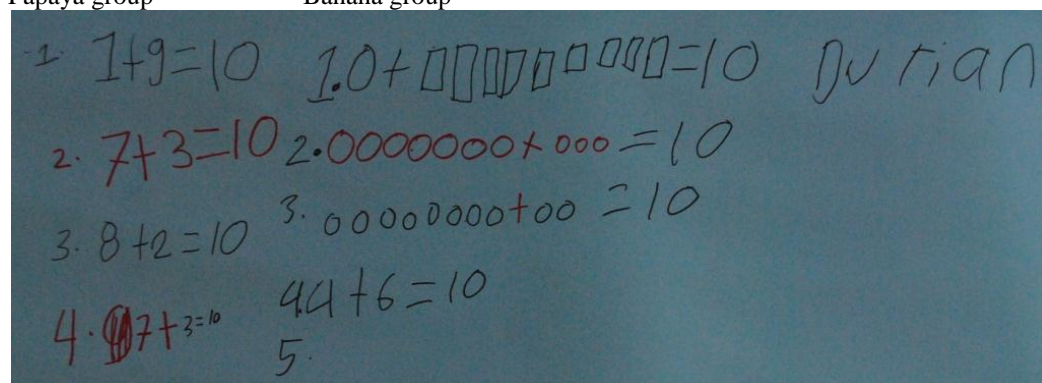 Papaya group Banana group
1. 1+9=10 1.0+▯▯▯▯▯▯▯▯▯=10 Durian
2. 7+3=10 2.0000000+000=10
3. 8+2=10 3. 00000000+00=10
4. 7+3=10 4.4+6=10
5.